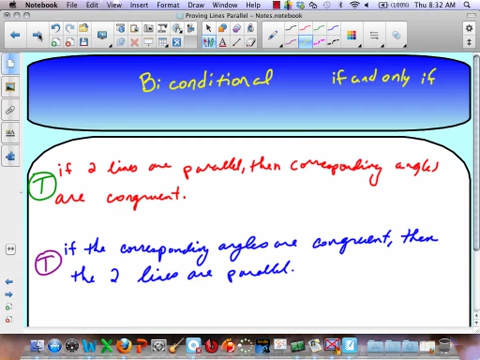 Notebook File Edit View Insert Format Draw Window Help (100%) Thu 8:32 AM
Proving Lines Parallel - Notes.notebook
Biconditional if and only if
T if 2 lines are parallel, then corresponding angles
are congruent.
T if the corresponding angles are congruent, then
the 2 lines are parallel.